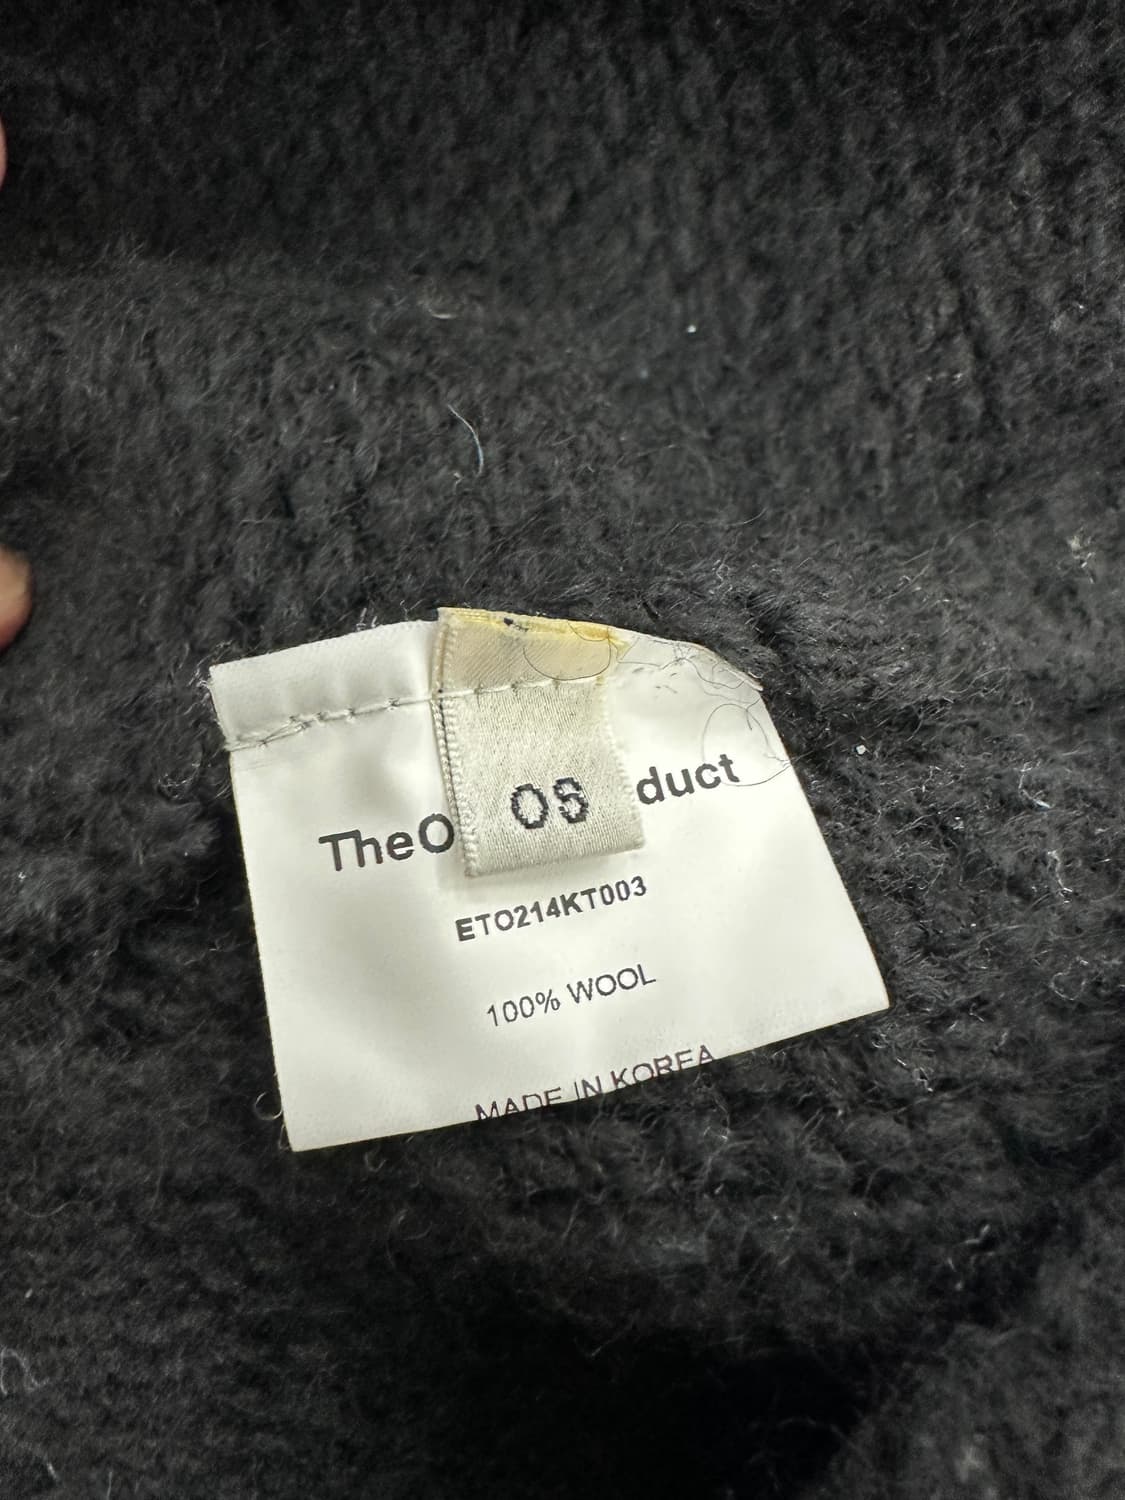 TheO duct
OS
ETO214KT003
100% WOOL
MADE IN KOREA